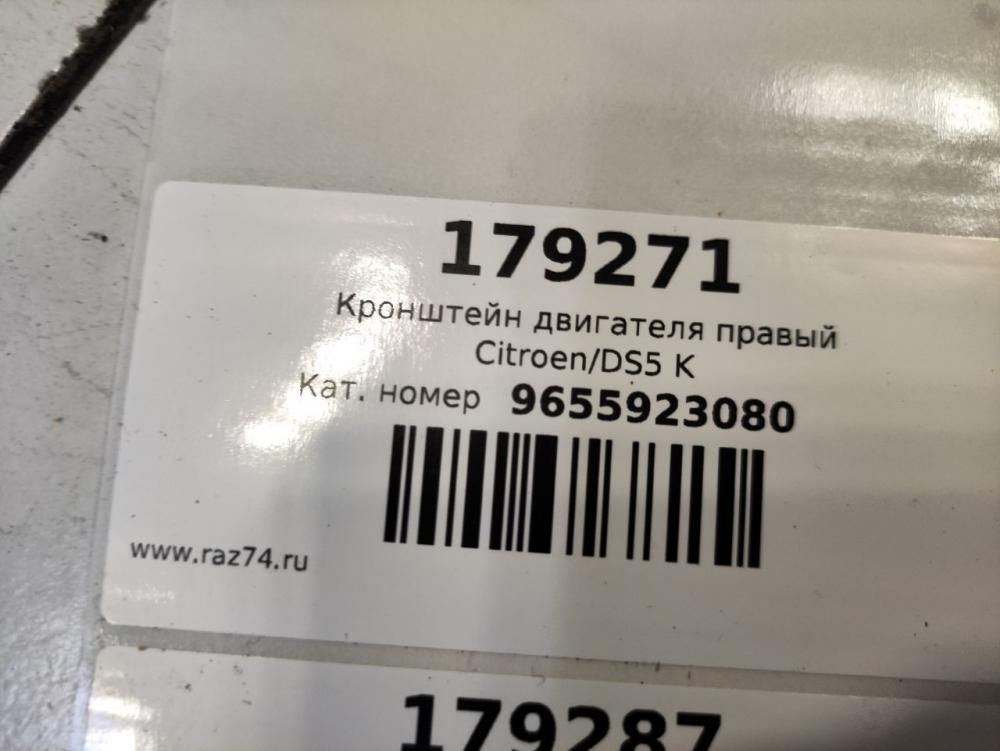 179271
Кронштейн двигателя правый
Citroen/DS5 K
Кат. номер 9655923080
www.raz74.ru
179287